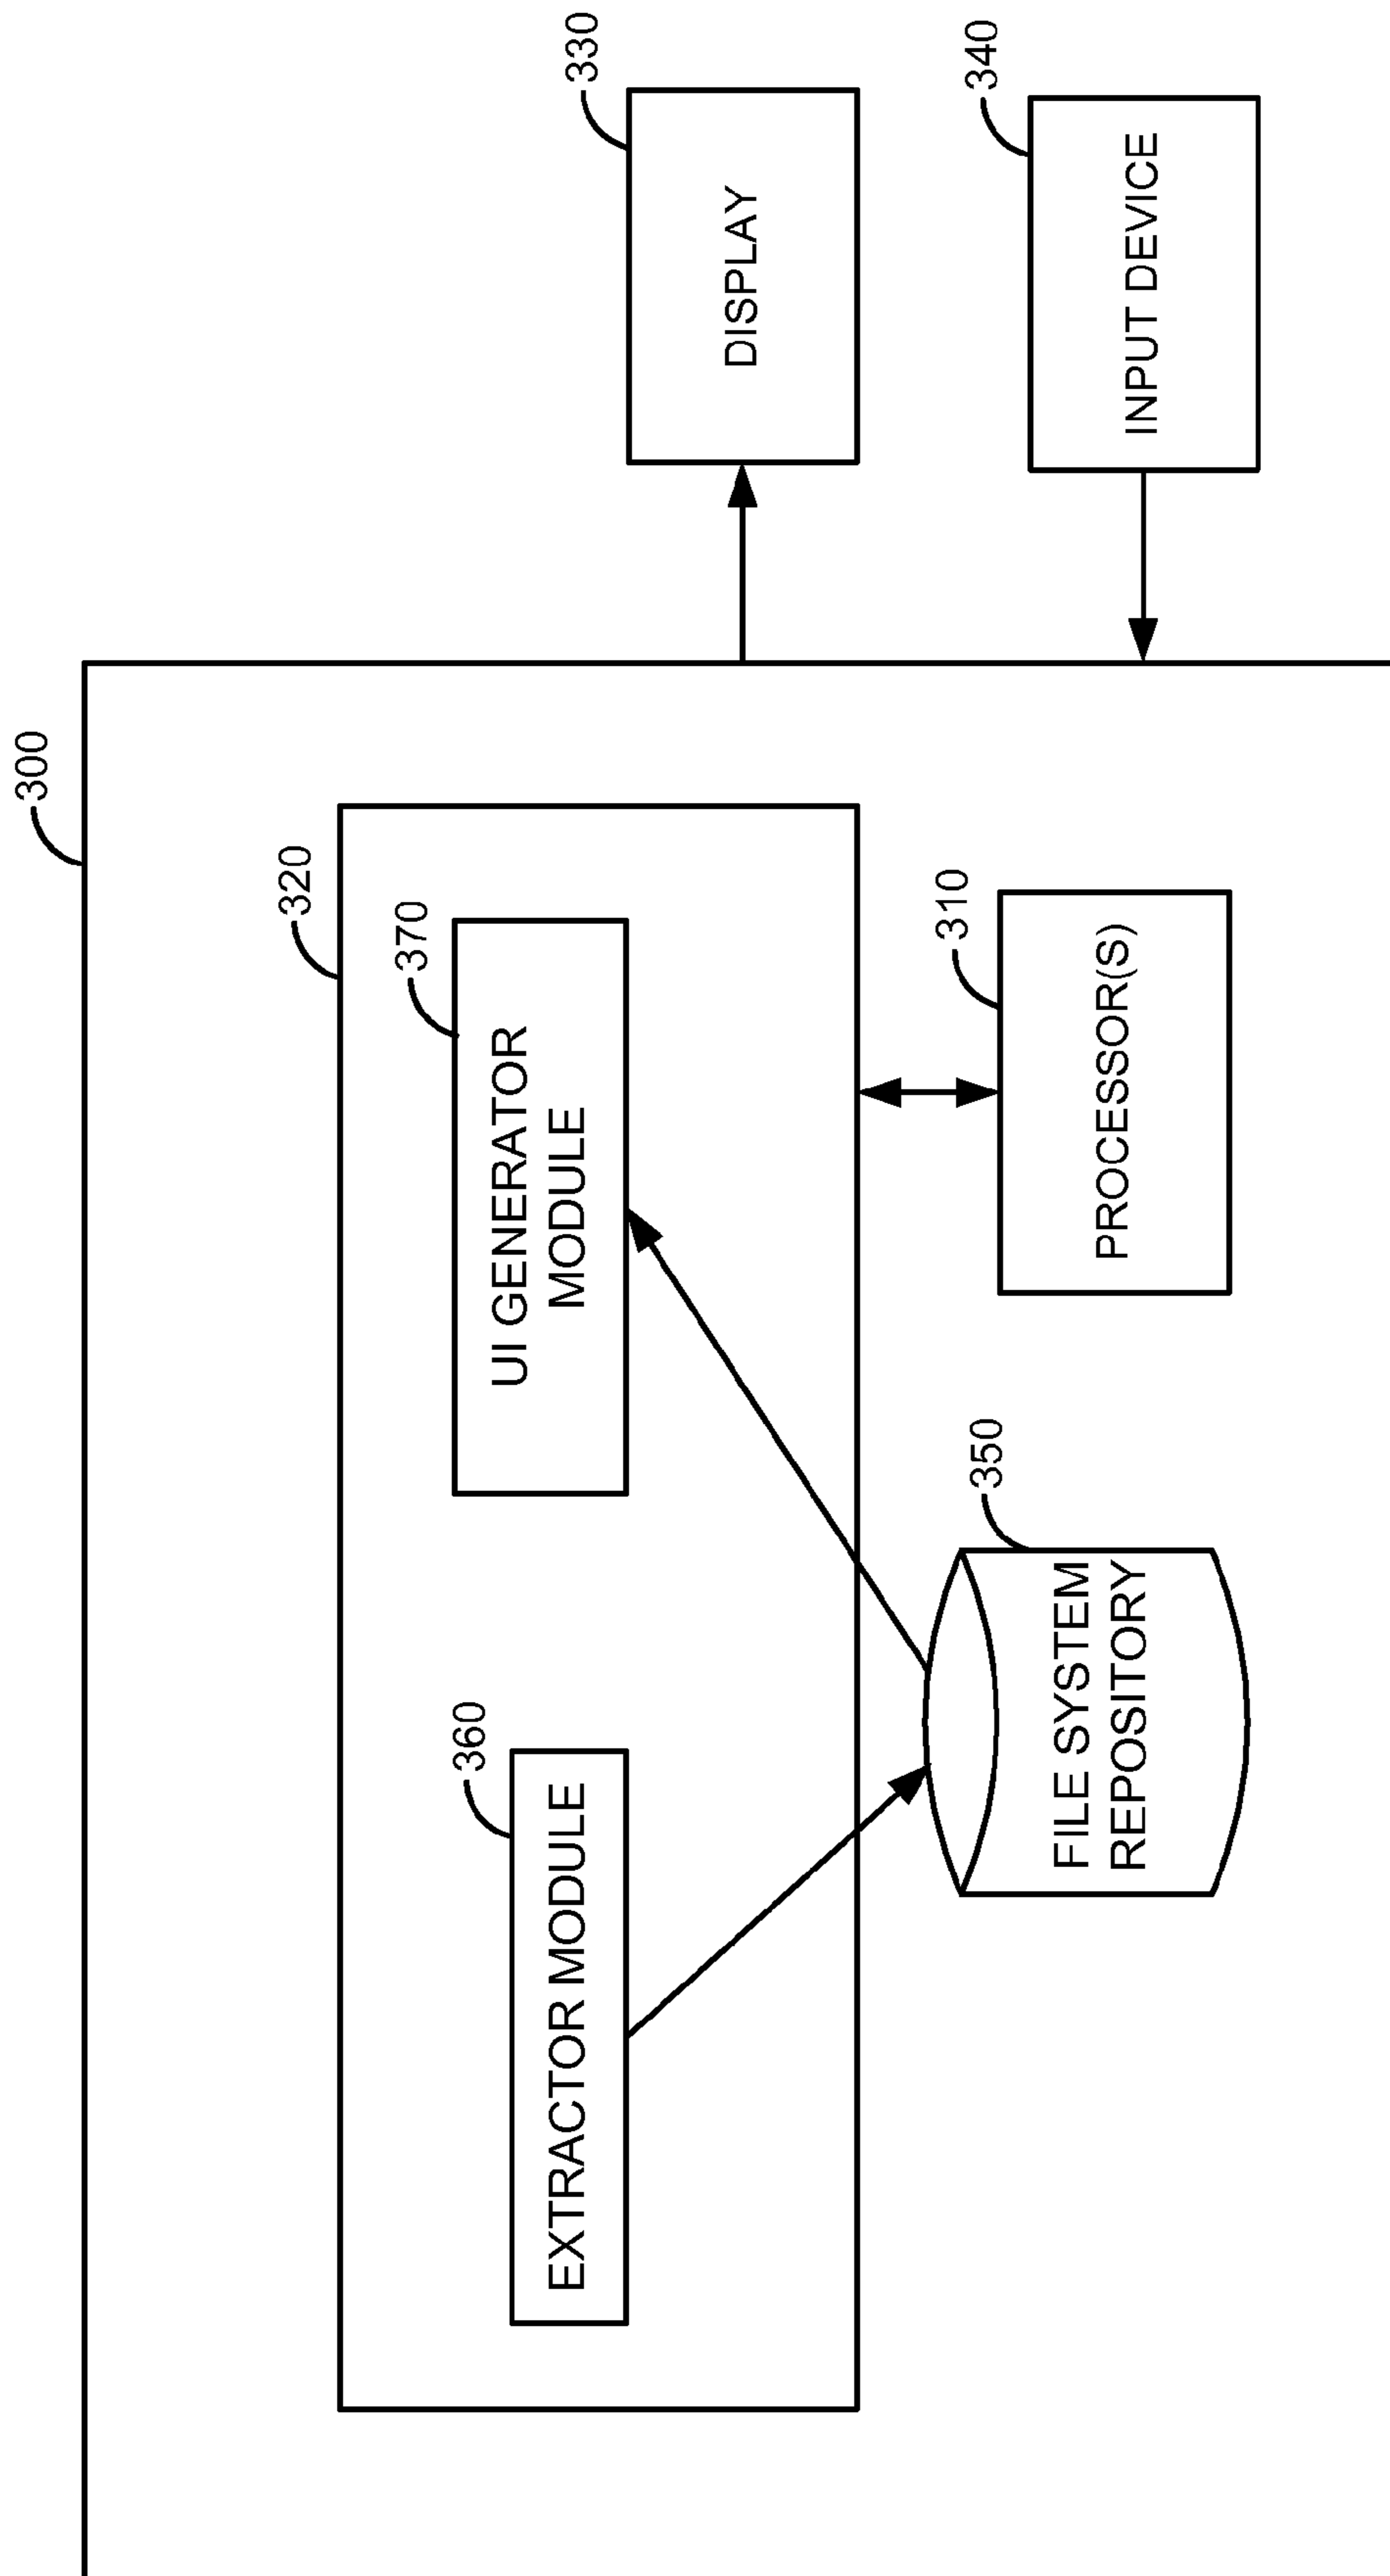 300
320
360
EXTRACTOR MODULE
370
UI GENERATOR
MODULE
350
FILE SYSTEM
REPOSITORY
310
PROCESSOR(S)
330
DISPLAY
340
INPUT DEVICE